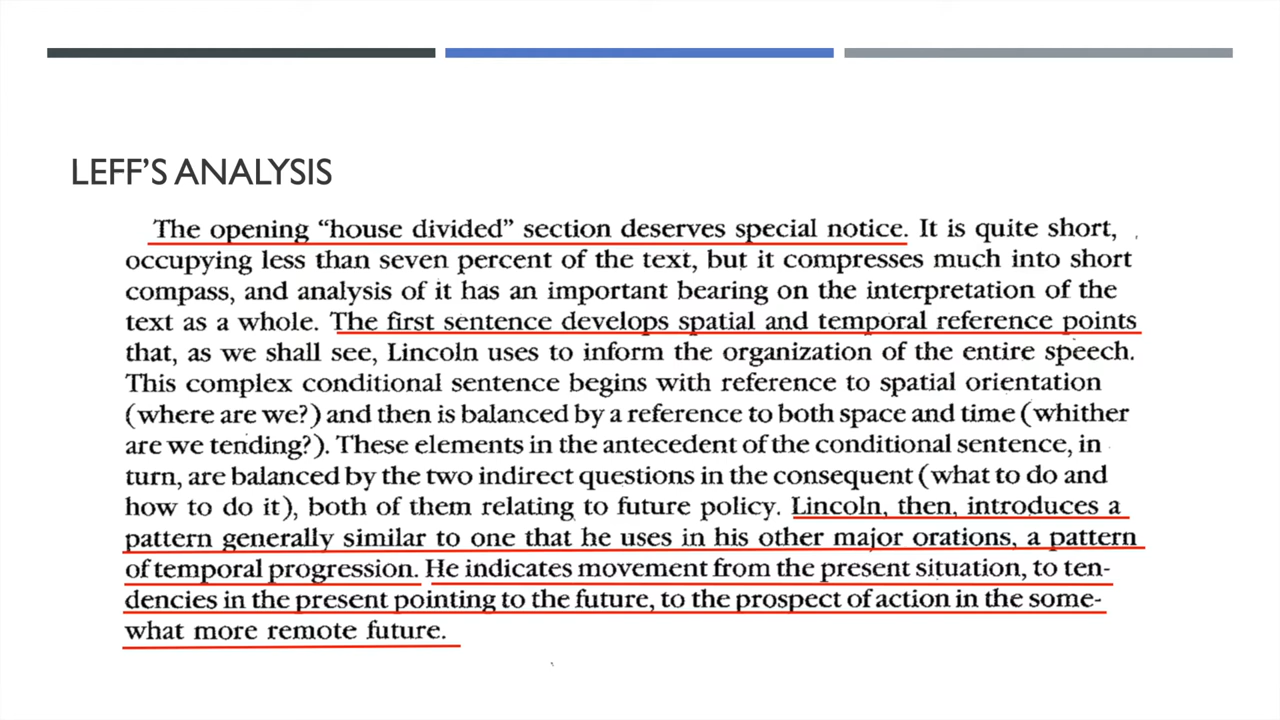 LEFF'S ANALYSIS
The opening “house divided” section deserves special notice. It is quite short,
occupying less than seven percent of the text, but it compresses much into short
compass, and analysis of it has an important bearing on the interpretation of the
text as a whole. The first sentence develops spatial and temporal reference points
that, as we shall see, Lincoln uses to inform the organization of the entire speech.
This complex conditional sentence begins with reference to spatial orientation
(where are we?) and then is balanced by a reference to both space and time (whither
are we tending?). These elements in the antecedent of the conditional sentence, in
turn, are balanced by the two indirect questions in the consequent (what to do and
how to do it), both of them relating to future policy. Lincoln, then, introduces a
pattern generally similar to one that he uses in his other major orations, a pattern
of temporal progression. He indicates movement from the present situation, to ten-
dencies in the present pointing to the future, to the prospect of action in the some-
what more remote future.